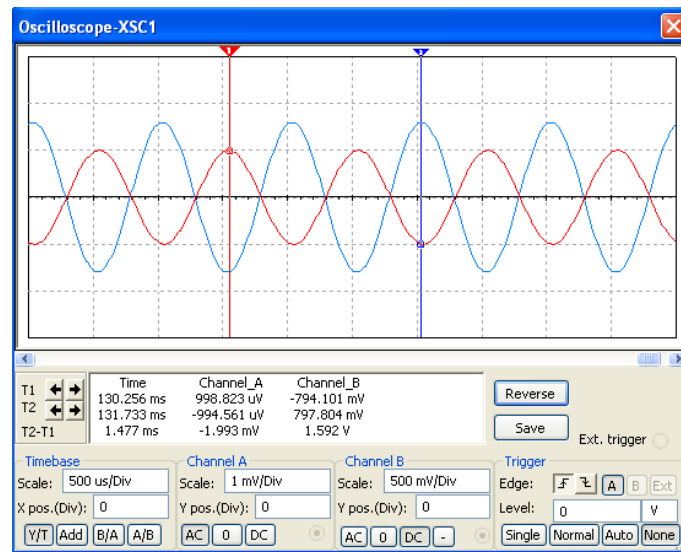 Oscilloscope-XSC1
1 2
Time Channel_A Channel_B
T1 130.256 ms 998.823 uV -794.101 mV
T2 131.733 ms -994.561 uV 797.804 mV
T2-T1 1.477 ms -1.993 mV 1.592 V
Reverse
Save
Ext. trigger
Timebase Channel A Channel B Trigger
Scale: 500 us/Div Scale: 1 mV/Div Scale: 500 mV/Div Edge: A B Ext
X pos.(Div): 0 Y pos.(Div): 0 Y pos.(Div): 0 Level: 0 V
Y/T Add B/A A/B AC 0 DC AC 0 DC - Single Normal Auto None